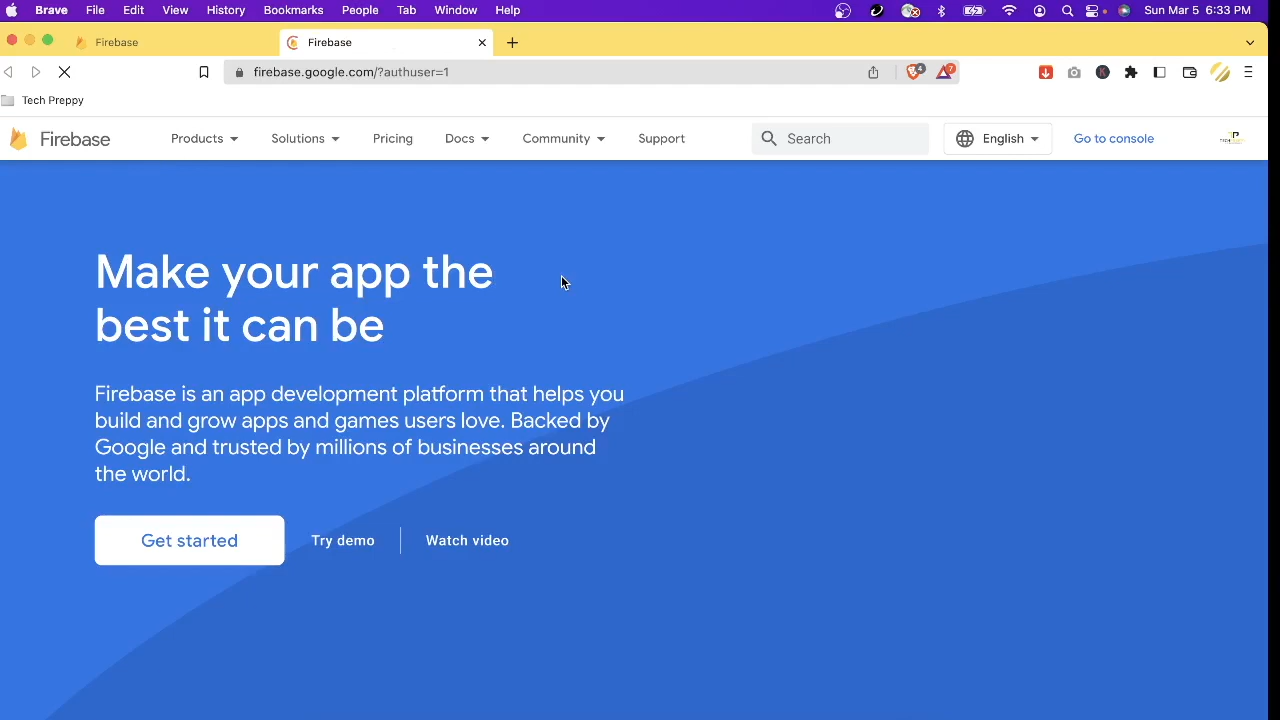 Brave File Edit View History Bookmarks People Tab Window Help Sun Mar 5 6:33 PM
Firebase Firebase
firebase.google.com/?authuser=1 4 7 K
Tech Preppy
Firebase Products Solutions Pricing Docs Community Support Search English Go to console TP
Make your app the
best it can be
Firebase is an app development platform that helps you
build and grow apps and games users love. Backed by
Google and trusted by millions of businesses around
the world.
Get started Try demo Watch video